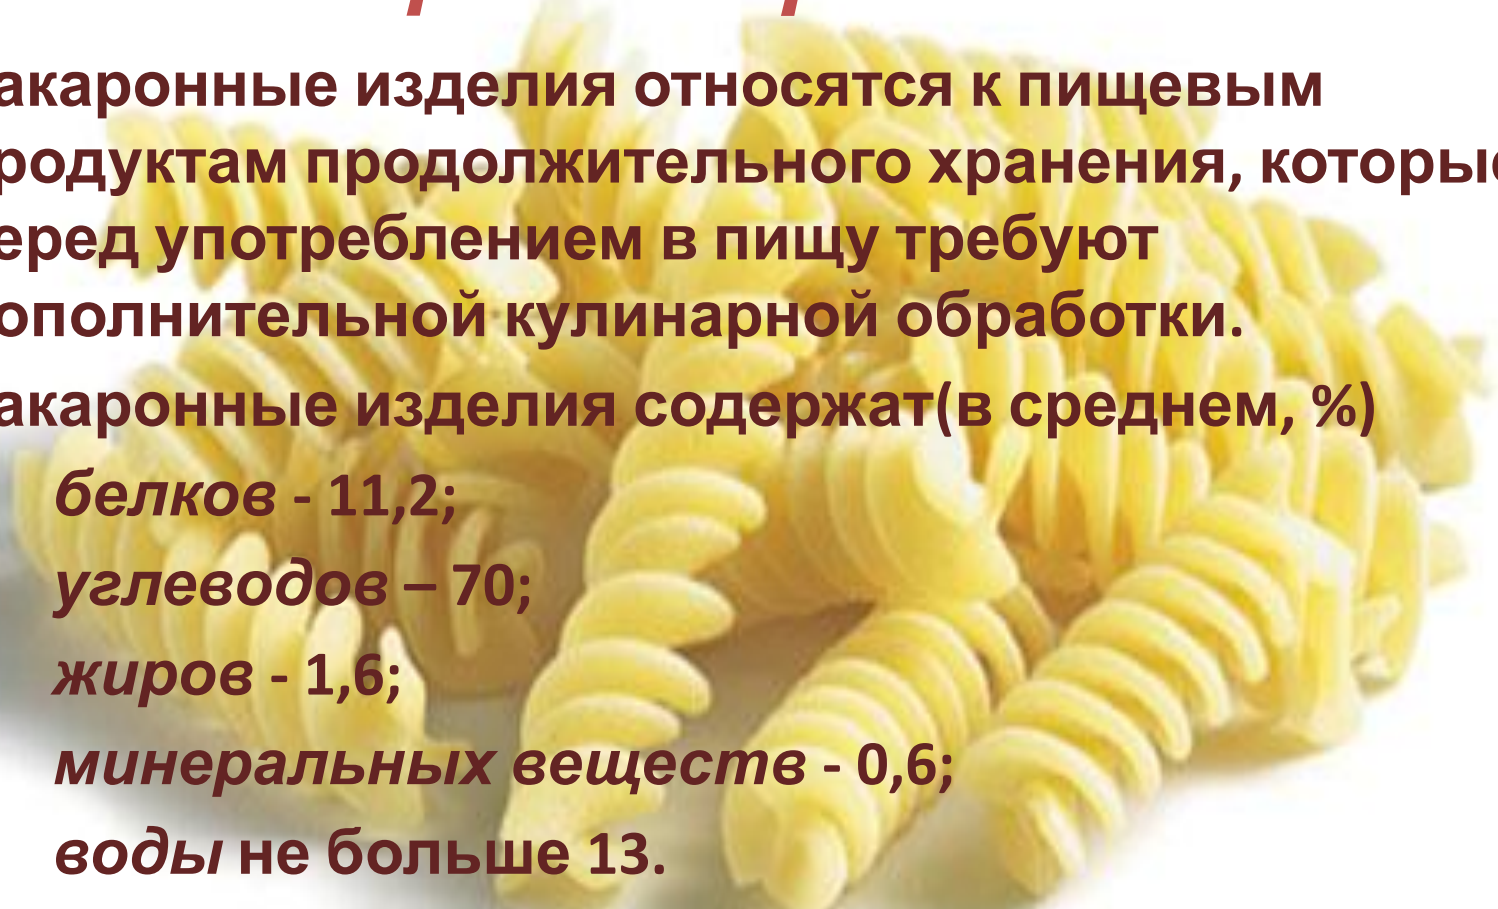 акаронные изделия относятся к пищевым
родуктам продолжительного хранения, которые
еред употреблением в пищу требуют
ополнительной кулинарной обработки.
акаронные изделия содержат(в среднем, %)
белков - 11,2;
углеводов – 70;
жиров - 1,6;
минеральных веществ - 0,6;
воды не больше 13.